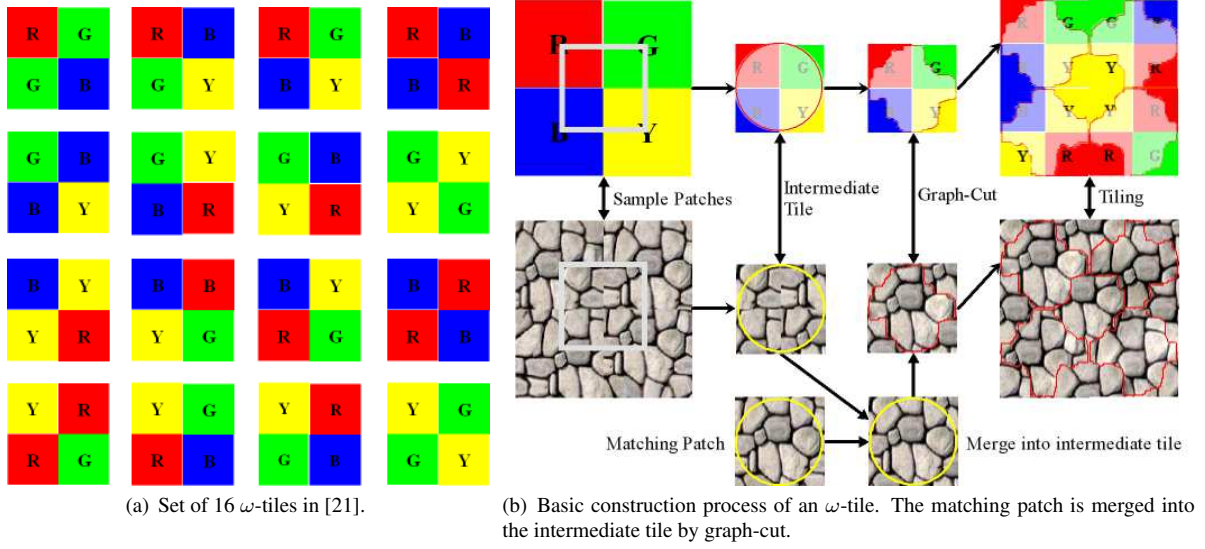 R G R B R G R B
G B G Y B Y B R
G B G Y G B G Y
B Y B R Y R Y G
B Y B B B Y B R
Y R Y G R G R B
Y R Y G Y R Y G
R G R B G B G Y
(a) Set of 16 ω-tiles in [21].
R G
B Y
R G
B Y
R G
B Y
R G G
B Y Y R
Y Y R
Y R R G
Sample Patches
Intermediate
Tile
Graph-Cut
Tiling
Matching Patch
Merge into intermediate tile
(b) Basic construction process of an ω-tile. The matching patch is merged into
the intermediate tile by graph-cut.